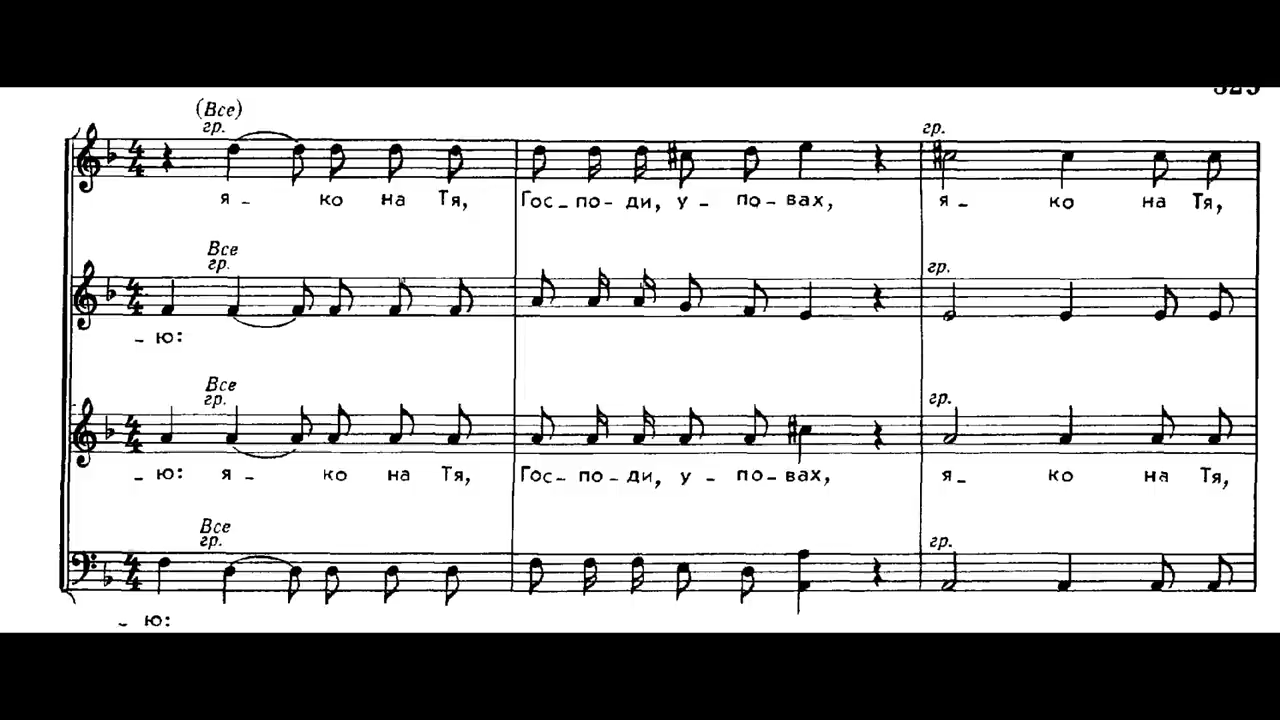 (Все)
гр. гр.
я- ко на Тя, Гос-по-ди, у- по-вах, я- ко на Тя,
Все
гр. гр.
- ю:
Все
гр. гр.
- ю: я- ко на Тя, Гос-по-ди, у- по-вах, я- ко на Тя,
Все
гр. гр.
- ю: